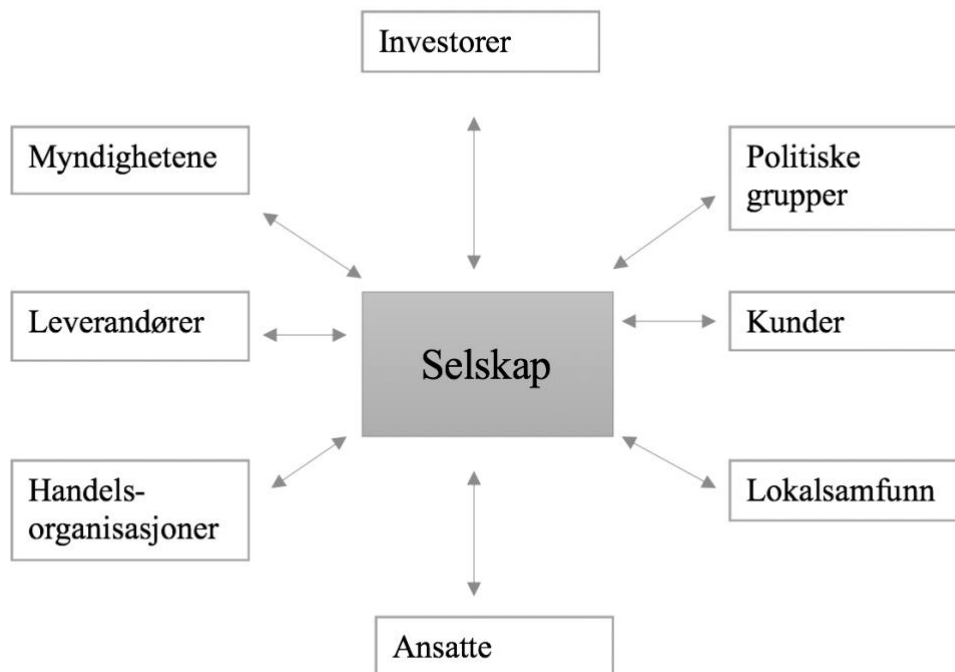 Investorer
Myndighetene
Politiske
grupper
Leverandører
Selskap
Kunder
Handels-
organisasjoner
Lokalsamfunn
Ansatte